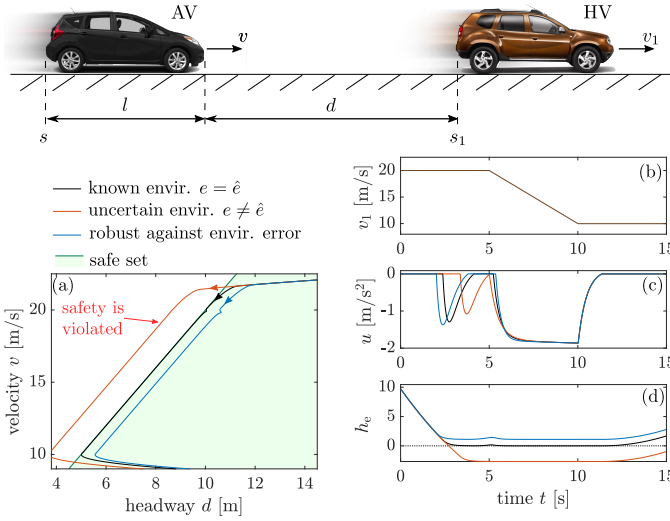 AV
HV
v
v₁
l
d
s
s₁
known envir. e = ê
uncertain envir. e ≠ ê
robust against envir. error
safe set
(a)
safety is
violated
velocity v [m/s]
20
15
10
4 6 8 10 12 14
headway d [m]
(b)
v₁ [m/s]
20
15
10
0 5 10 15
(c)
u [m/s²]
0
-1
-2
0 5 10 15
(d)
hₑ
10
5
0
0 5 10 15
time t [s]